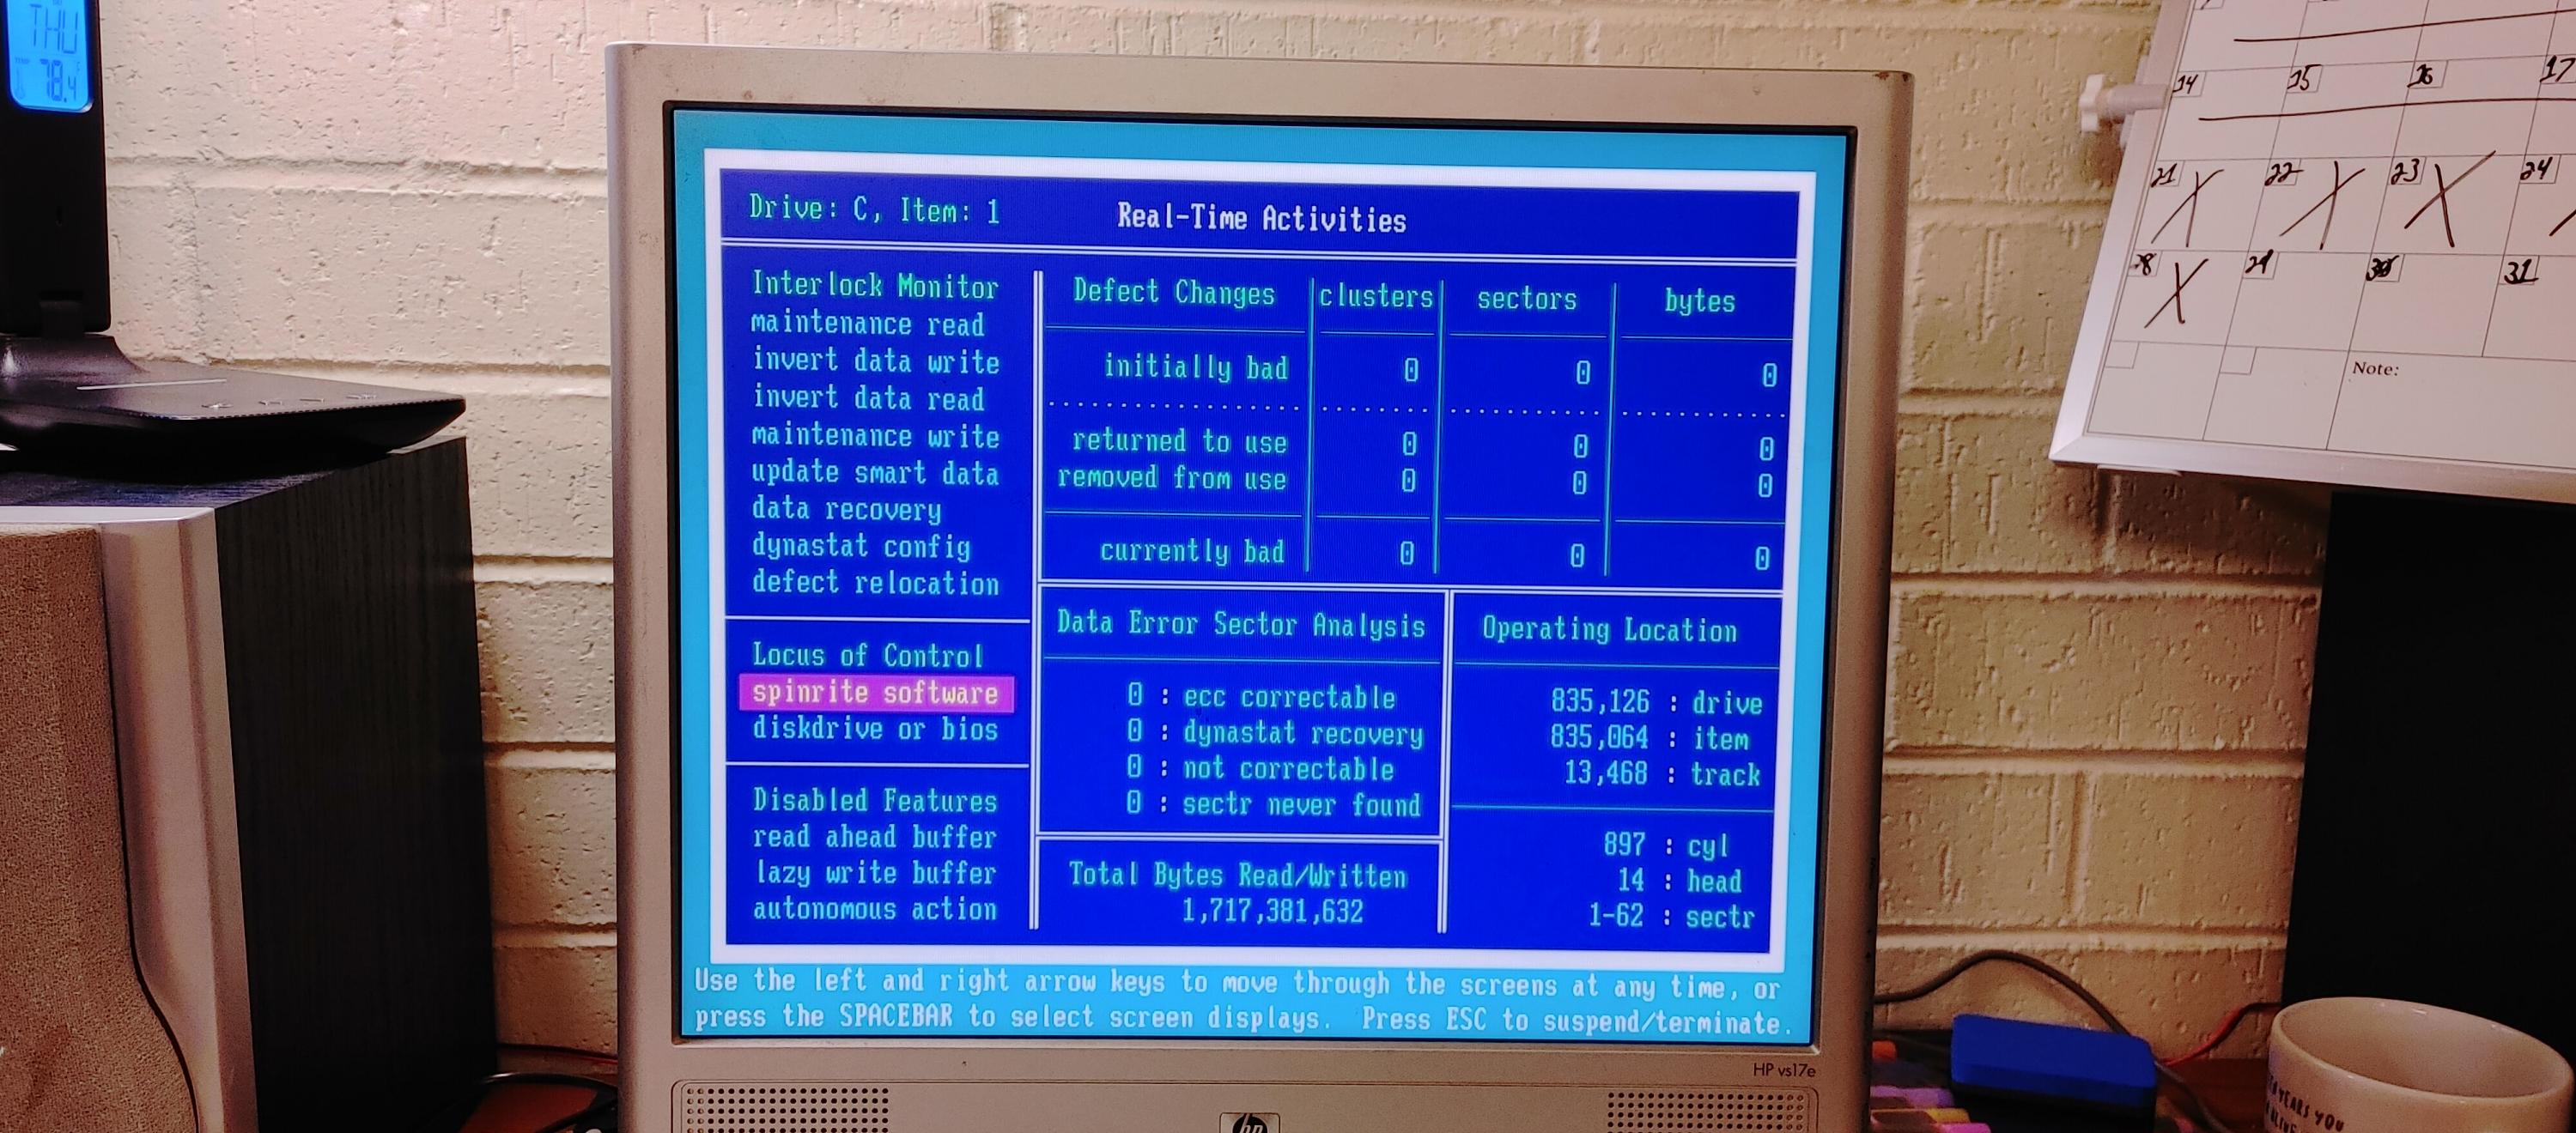 THU
78.4
Drive: C, Item: 1
Real-Time Activities
Interlock Monitor
maintenance read
invert data write
invert data read
maintenance write
update smart data
data recovery
dynastat config
defect relocation
Locus of Control
spinrite software
diskdrive or bios
Disabled Features
read ahead buffer
lazy write buffer
autonomous action
Defect Changes clusters sectors bytes
initially bad 0 0 0
returned to use 0 0 0
removed from use 0 0 0
currently bad 0 0 0
Data Error Sector Analysis
0 : ecc correctable
0 : dynastat recovery
0 : not correctable
0 : sectr never found
Total Bytes Read/Written
1,717,381,632
Operating Location
835,126 : drive
835,064 : item
13,468 : track
897 : cyl
14 : head
1-62 : sectr
Use the left and right arrow keys to move through the screens at any time, or
press the SPACEBAR to select screen displays. Press ESC to suspend/terminate.
HP vs17e
hp
14 15 16 17
21 X 22 X 23 X 24
28 X 29 30 31
Note:
YEARS YOU